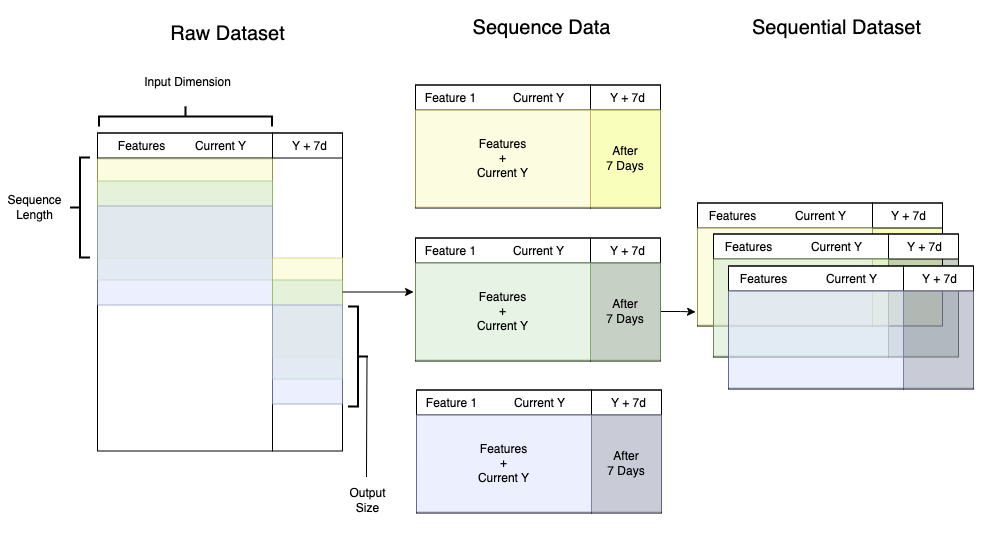 Raw Dataset
Sequence Data
Sequential Dataset
Input Dimension
Features Current Y Y + 7d
Sequence
Length
Output
Size
Feature 1 Current Y Y + 7d
Features
+
Current Y
After
7 Days
Feature 1 Current Y Y + 7d
Features
+
Current Y
After
7 Days
Feature 1 Current Y Y + 7d
Features
+
Current Y
After
7 Days
Features Current Y Y + 7d
Features Current Y Y + 7d
Features Current Y Y + 7d